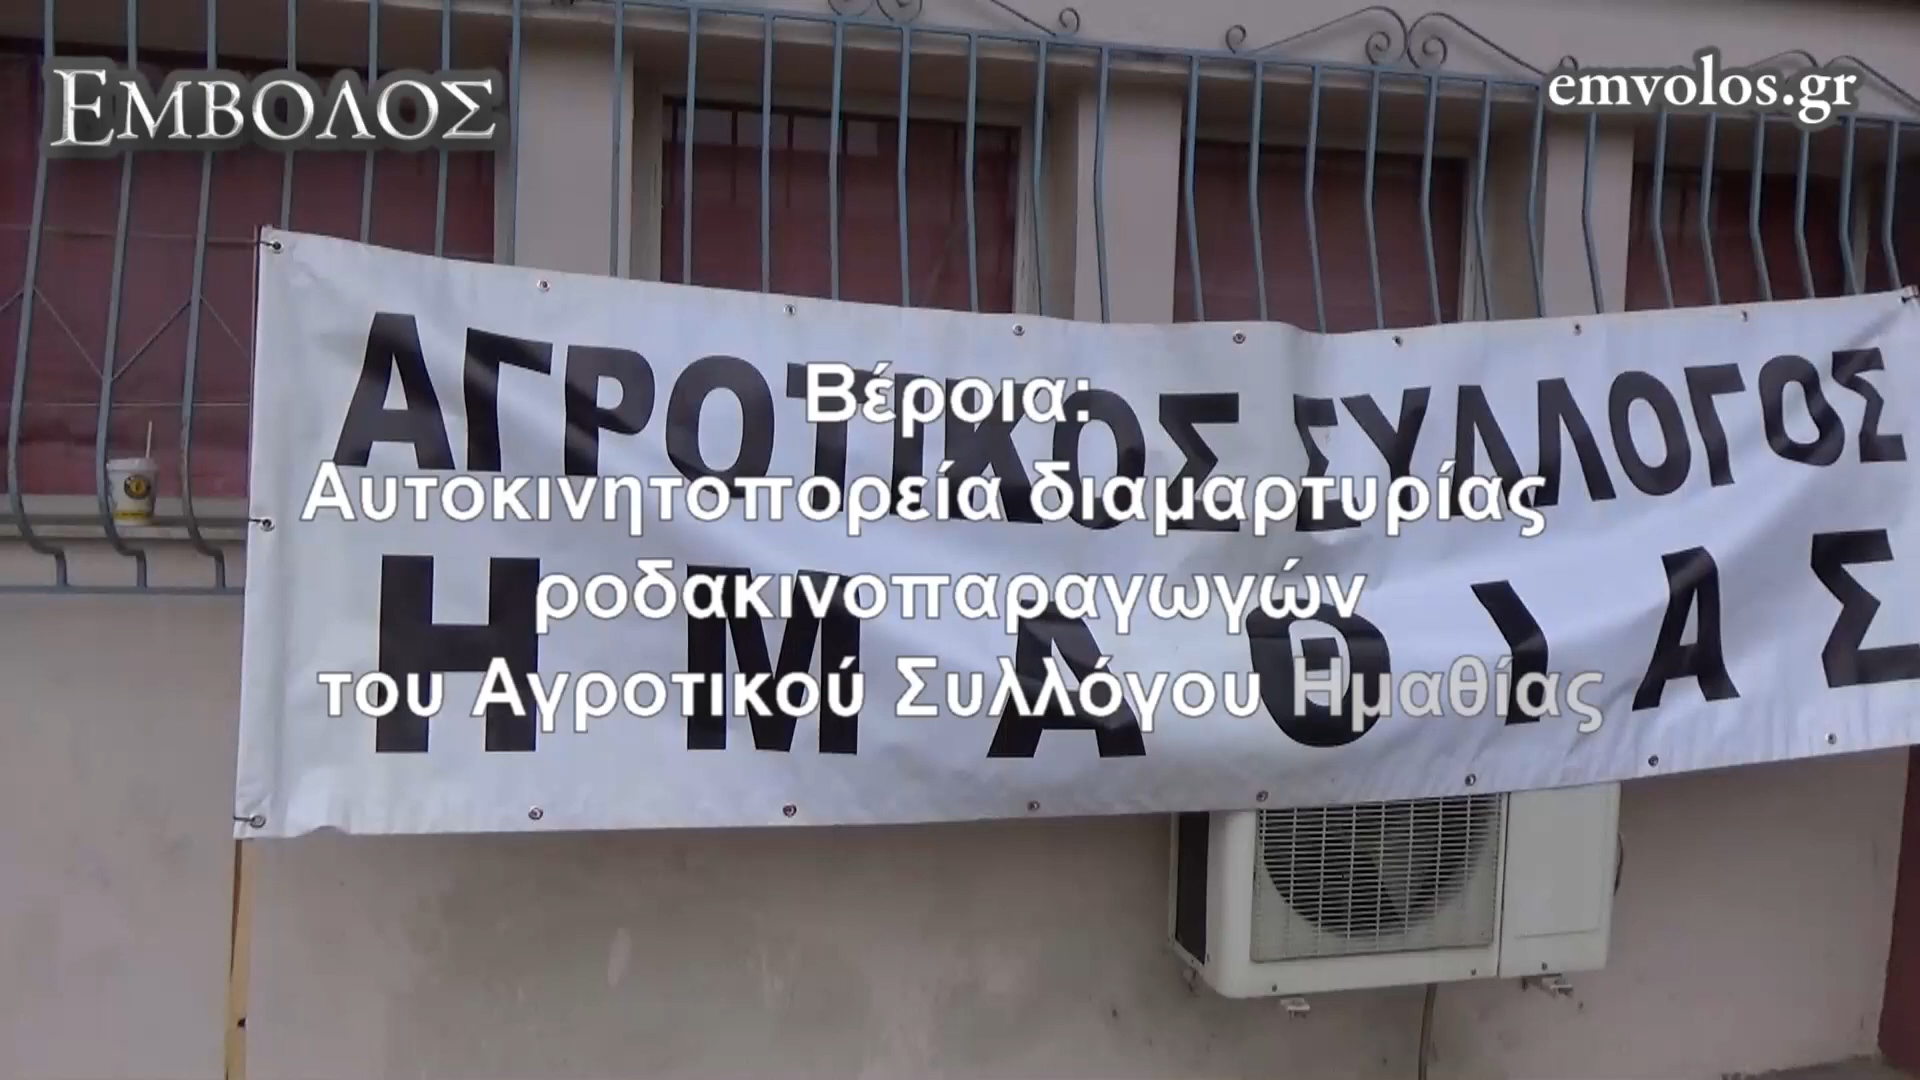 ΕΜΒΟΛΟΣ
emvolos.gr
ΑΓΡΟΤΙΚΟΣ ΣΥΛΛΟΓΟΣ
ΗΜΑΘΙΑΣ
Βέροια:
Αυτοκινητοπορεία διαμαρτυρίας
ροδακινοπαραγωγών
του Αγροτικού Συλλόγου Ημαθίας